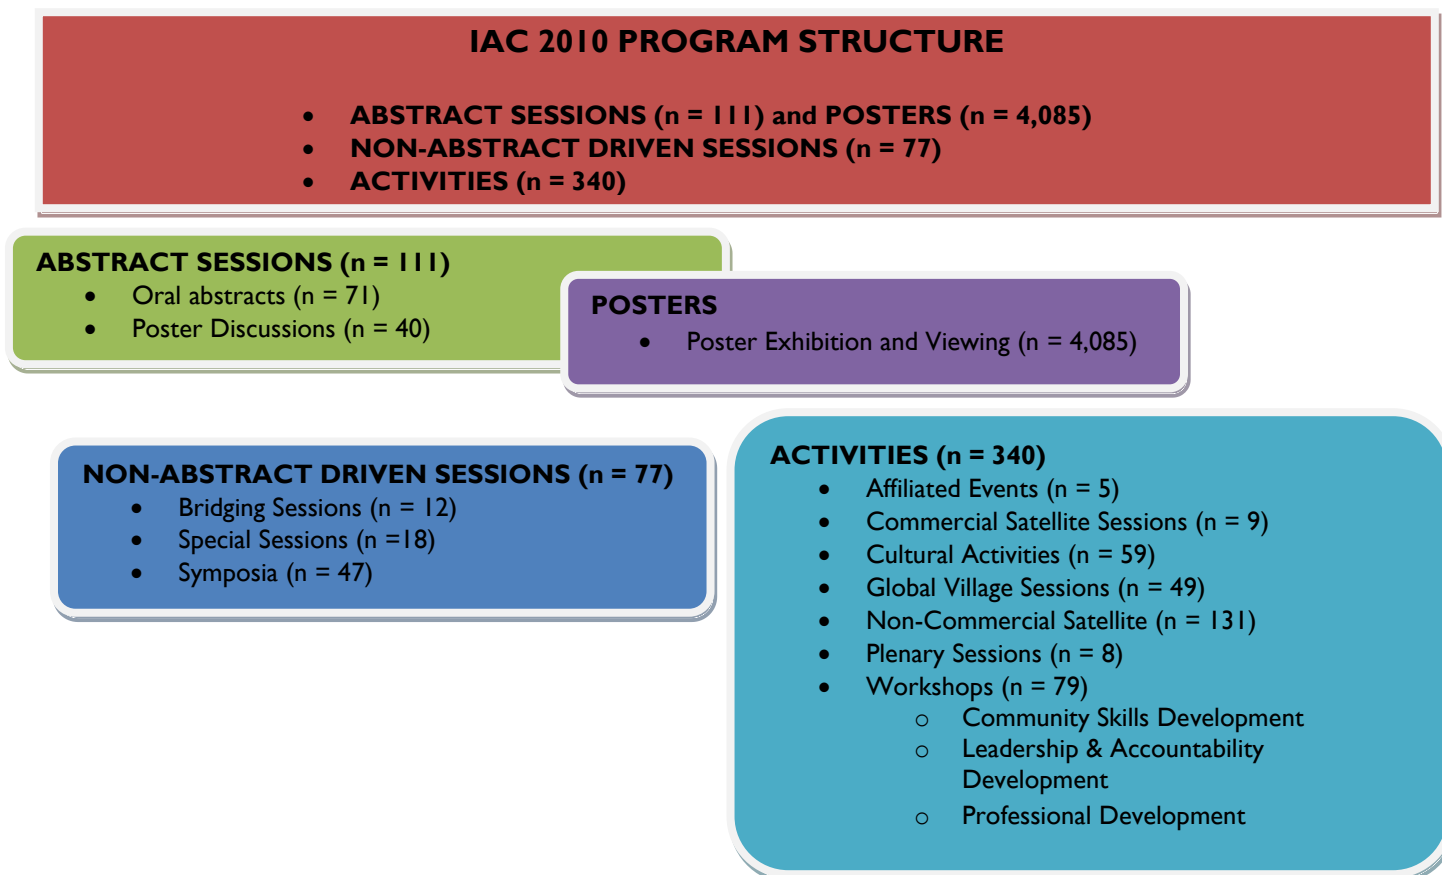 IAC 2010 PROGRAM STRUCTURE
• ABSTRACT SESSIONS (n = 111) and POSTERS (n = 4,085)
• NON-ABSTRACT DRIVEN SESSIONS (n = 77)
• ACTIVITIES (n = 340)
ABSTRACT SESSIONS (n = 111)
• Oral abstracts (n = 71)
• Poster Discussions (n = 40)
POSTERS
• Poster Exhibition and Viewing (n = 4,085)
NON-ABSTRACT DRIVEN SESSIONS (n = 77)
• Bridging Sessions (n = 12)
• Special Sessions (n =18)
• Symposia (n = 47)
ACTIVITIES (n = 340)
• Affiliated Events (n = 5)
• Commercial Satellite Sessions (n = 9)
• Cultural Activities (n = 59)
• Global Village Sessions (n = 49)
• Non-Commercial Satellite (n = 131)
• Plenary Sessions (n = 8)
• Workshops (n = 79)
o Community Skills Development
o Leadership & Accountability
Development
o Professional Development